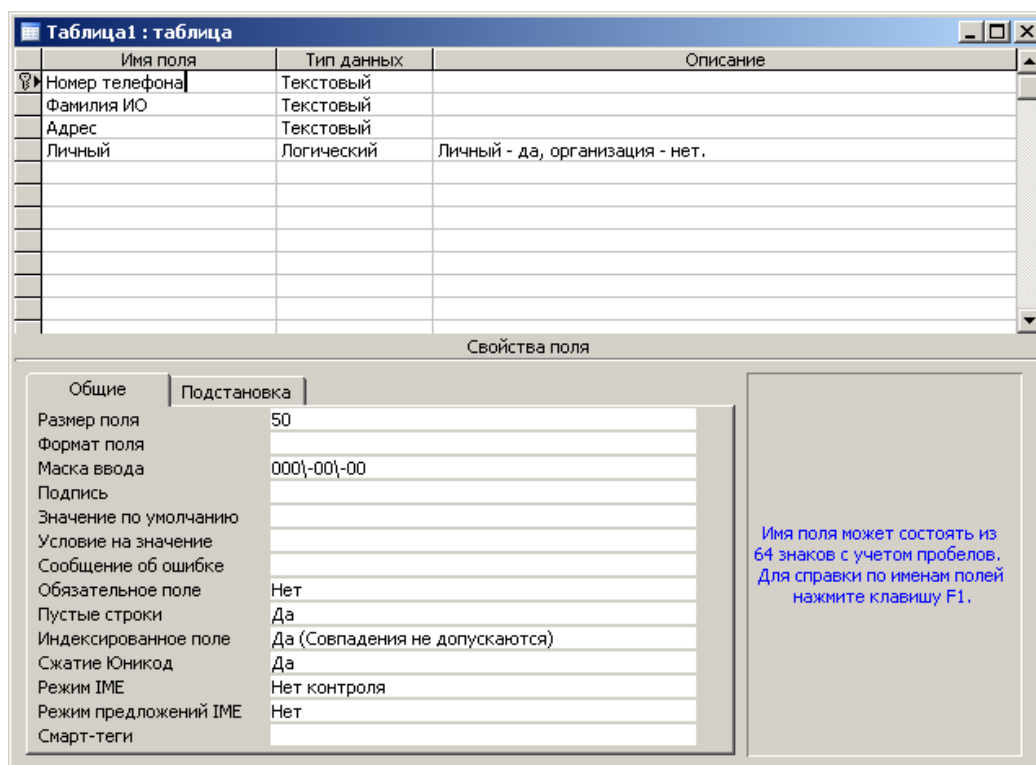 Таблица1 : таблица
Имя поля Тип данных Описание
Номер телефона Текстовый
Фамилия ИО Текстовый
Адрес Текстовый
Личный Логический Личный - да, организация - нет.
Свойства поля
Общие Подстановка
Размер поля 50
Формат поля
Маска ввода 000\-00\-00
Подпись
Значение по умолчанию
Условие на значение
Сообщение об ошибке
Обязательное поле Нет
Пустые строки Да
Индексированное поле Да (Совпадения не допускаются)
Сжатие Юникод Да
Режим IME Нет контроля
Режим предложений IME Нет
Смарт-теги
Имя поля может состоять из
64 знаков с учетом пробелов.
Для справки по именам полей
нажмите клавишу F1.